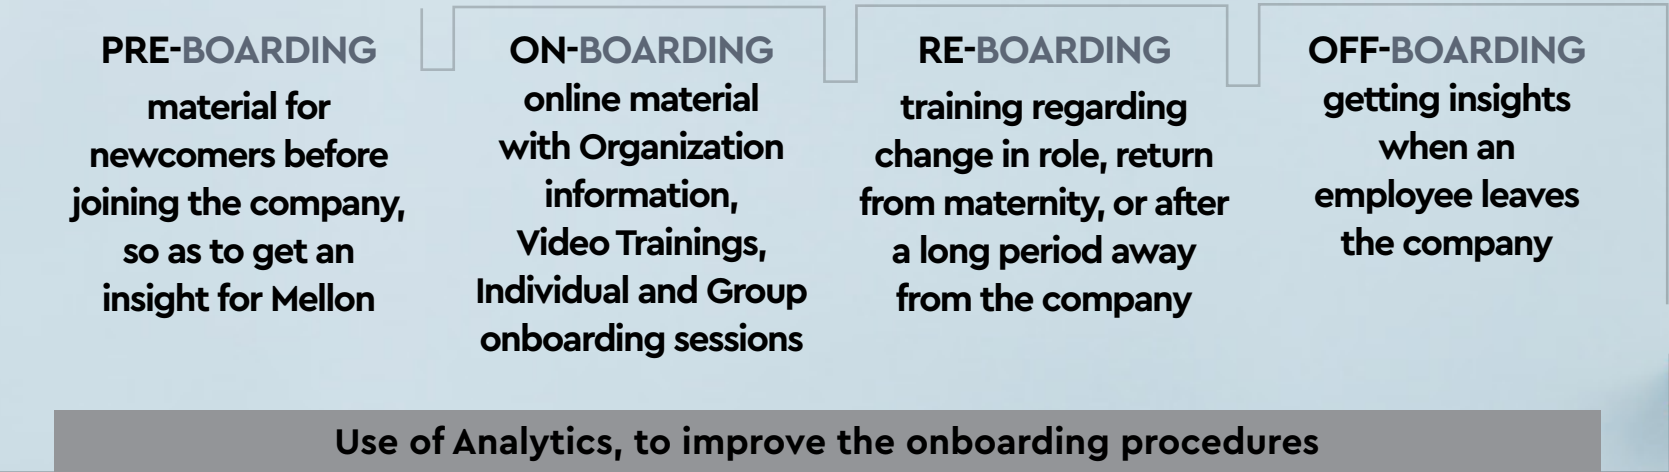 PRE-BOARDING
material for
newcomers before
joining the company,
so as to get an
insight for Mellon
ON-BOARDING
online material
with Organization
information,
Video Trainings,
Individual and Group
onboarding sessions
RE-BOARDING
training regarding
change in role, return
from maternity, or after
a long period away
from the company
OFF-BOARDING
getting insights
when an
employee leaves
the company
Use of Analytics, to improve the onboarding procedures